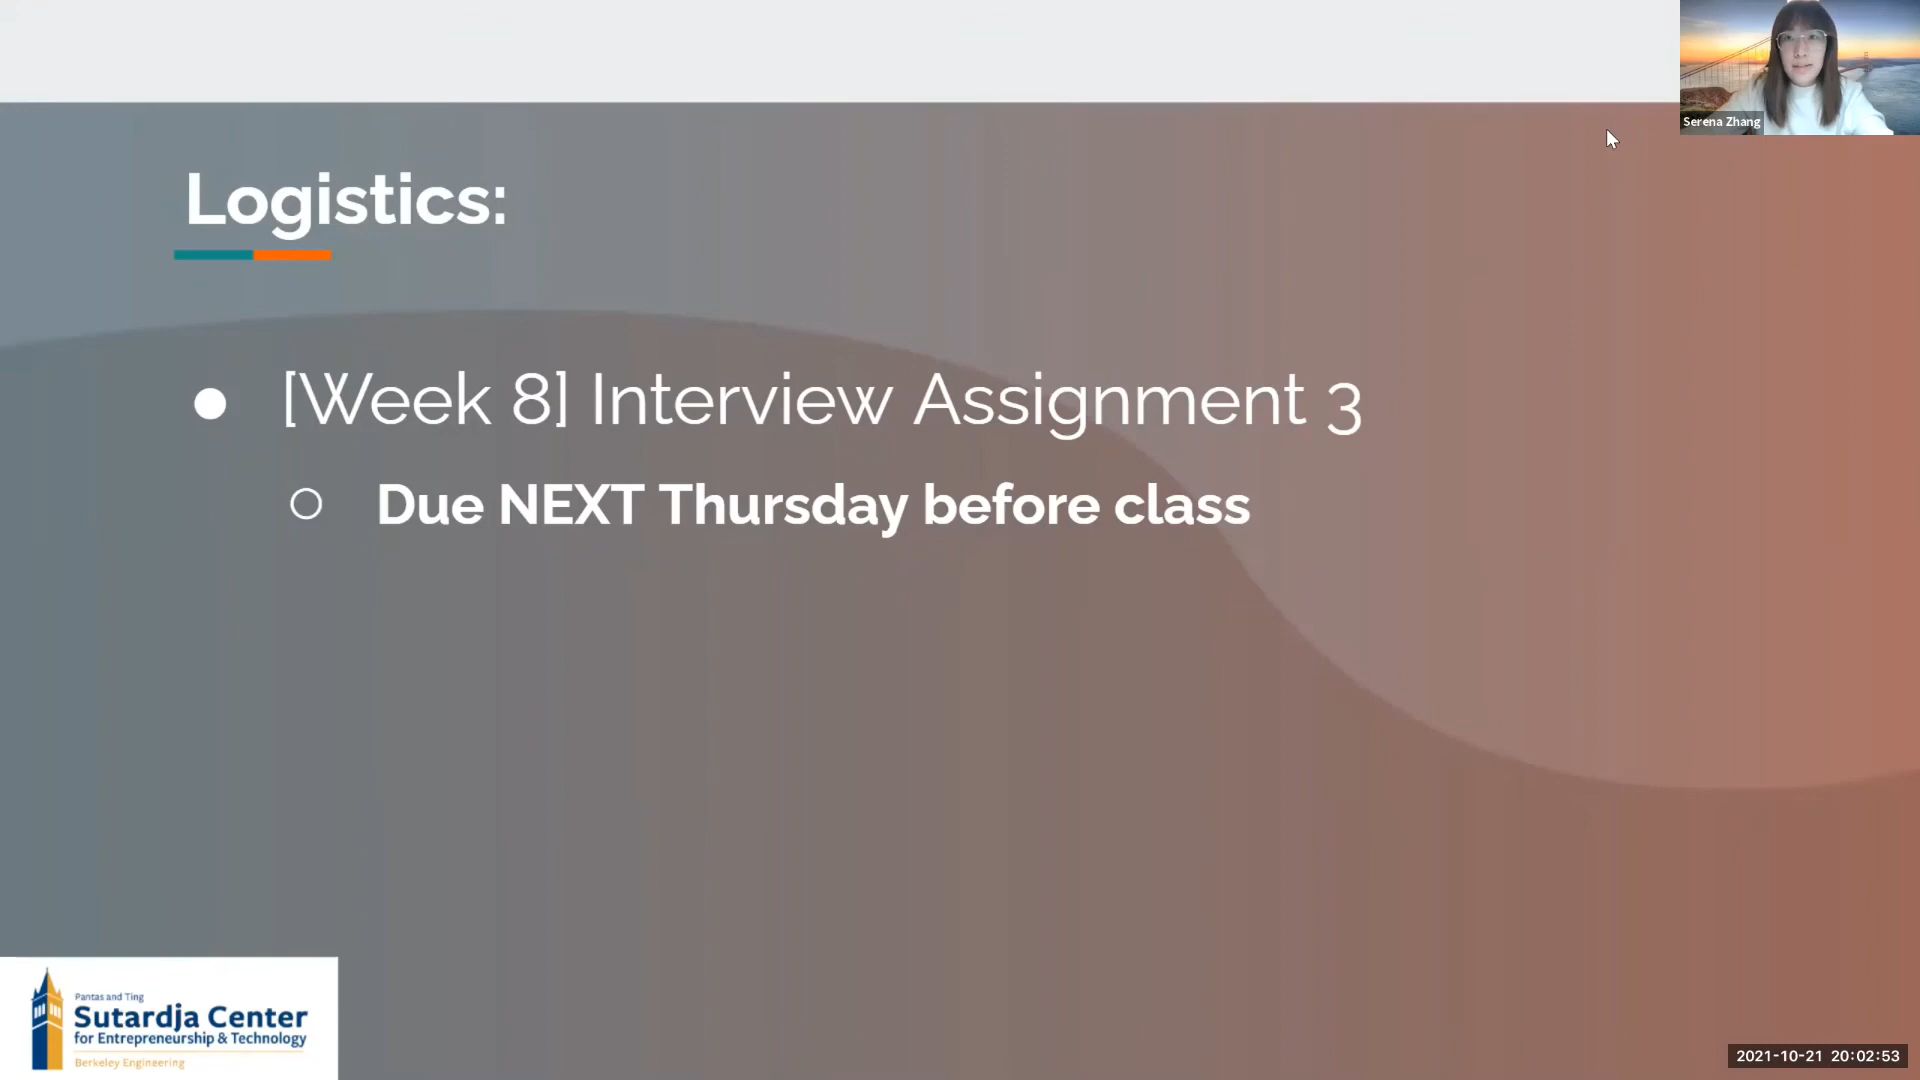 Serena Zhang
Logistics:
[Week 8] Interview Assignment 3
Due NEXT Thursday before class
Pantas and Ting
Sutardja Center
for Entrepreneurship & Technology
Berkeley Engineering
2021-10-21 20:02:53